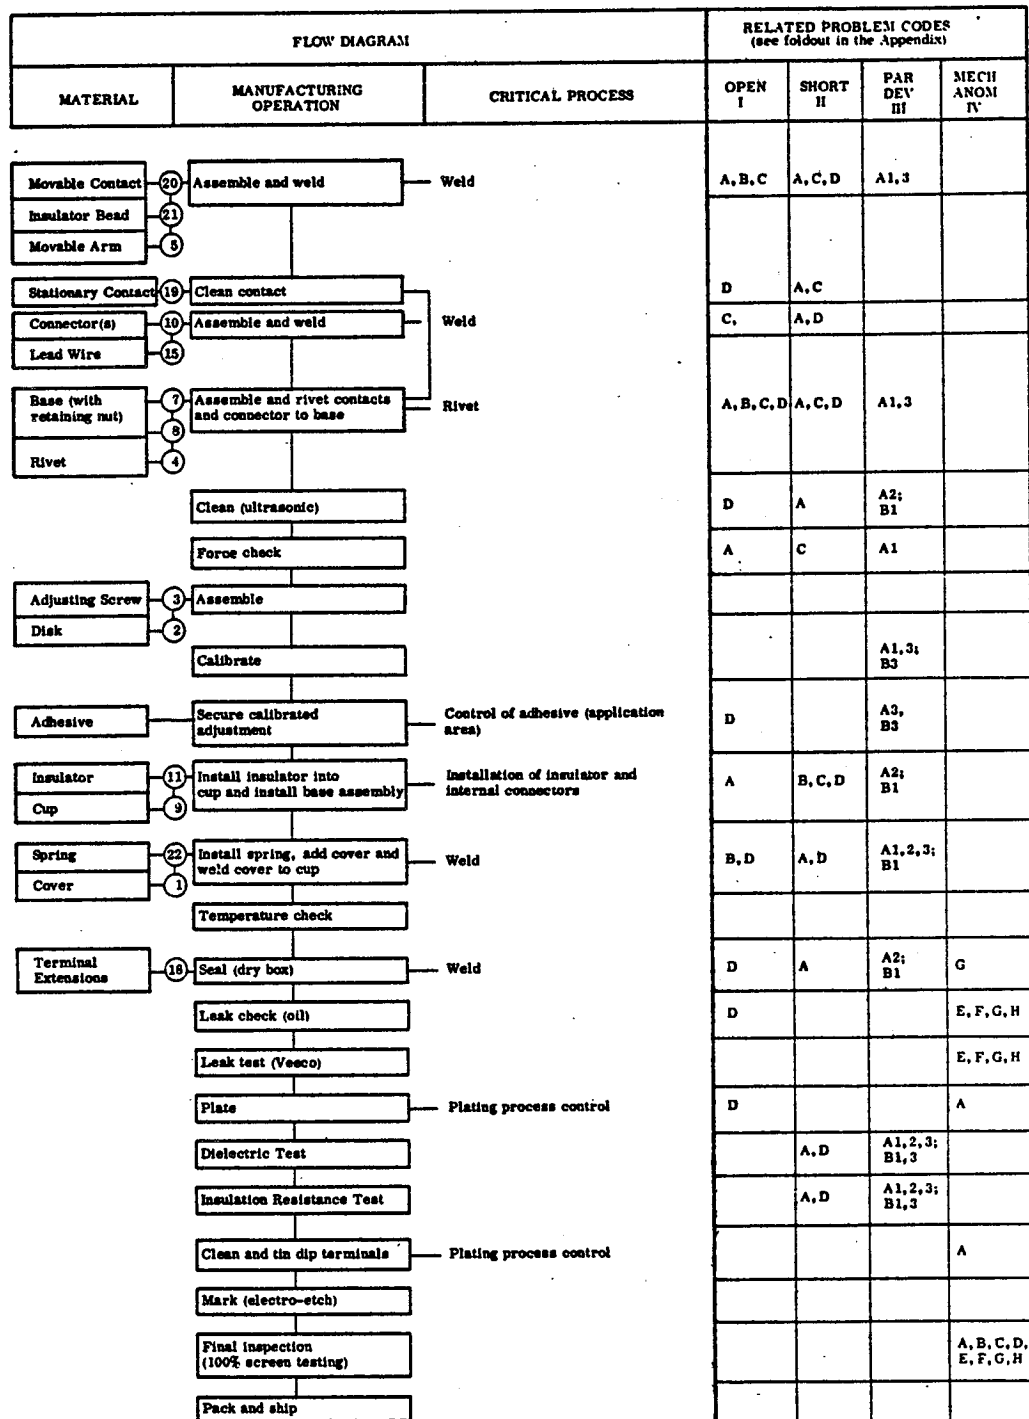 FLOW DIAGRAM
RELATED PROBLEM CODES
(see foldout in the Appendix)
MATERIAL
MANUFACTURING
OPERATION
CRITICAL PROCESS
OPEN
I
SHORT
II
PAR
DEV
III
MECH
ANOM
IV
Movable Contact 20 Assemble and weld Weld A, B, C A, C, D A1, 3
Insulator Bead 21
Movable Arm 5
Stationary Contact 19 Clean contact D A, C
Connector(s) 10 Assemble and weld Weld C, A, D
Lead Wire 15
Base (with
retaining nut) 7 8
Assemble and rivet contacts
and connector to base
Rivet A, B, C, D A, C, D A1, 3
Rivet 4
Clean (ultrasonic) D A A2;
B1
Force check A C A1
Adjusting Screw 3 Assemble
Disk 2
Calibrate A1, 3;
B3
Adhesive
Secure calibrated
adjustment
Control of adhesive (application
area)
D A3,
B3
Insulator 11
Install insulator into
cup and install base assembly
Installation of insulator and
internal connectors
A B, C, D A2;
B1
Cup 9
Spring 22
Install spring, add cover and
weld cover to cup
Weld B, D A, D A1, 2, 3;
B1
Cover 1
Temperature check
Terminal
Extensions 18
Seal (dry box) Weld D A A2;
B1
G
Leak check (oil) D E, F, G, H
Leak test (Veeco) E, F, G, H
Plate Plating process control D A
Dielectric Test A, D A1, 2, 3;
B1, 3
Insulation Resistance Test A, D A1, 2, 3;
B1, 3
Clean and tin dip terminals Plating process control A
Mark (electro-etch)
Final inspection
(100% screen testing)
A, B, C, D,
E, F, G, H
Pack and ship